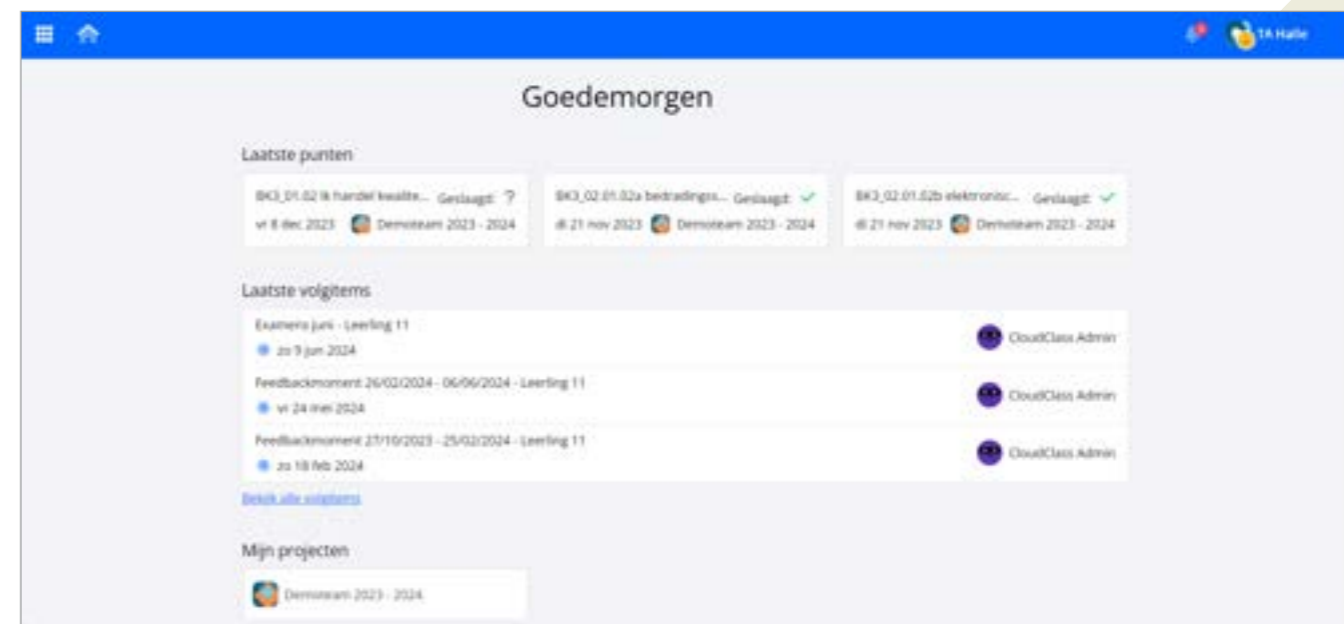 TA Halle
Goedemorgen
Laatste punten
BK3_01.02 Ik handel kwalite... Geslaagd: ?
vr 8 dec 2023 Demoteam 2023 - 2024
BK3_02.01.02a bedradings... Geslaagd: ✓
di 21 nov 2023 Demoteam 2023 - 2024
BK3_02.01.02b elektronisc... Geslaagd: ✓
di 21 nov 2023 Demoteam 2023 - 2024
Laatste volgitems
Examens juni - Leerling 11
zo 9 jun 2024
CloudClass Admin
Feedbackmoment 26/02/2024 - 06/06/2024 - Leerling 11
vr 24 mei 2024
CloudClass Admin
Feedbackmoment 27/10/2023 - 25/02/2024 - Leerling 11
zo 18 feb 2024
CloudClass Admin
Bekijk alle volgitems
Mijn projecten
Demoteam 2023 - 2024